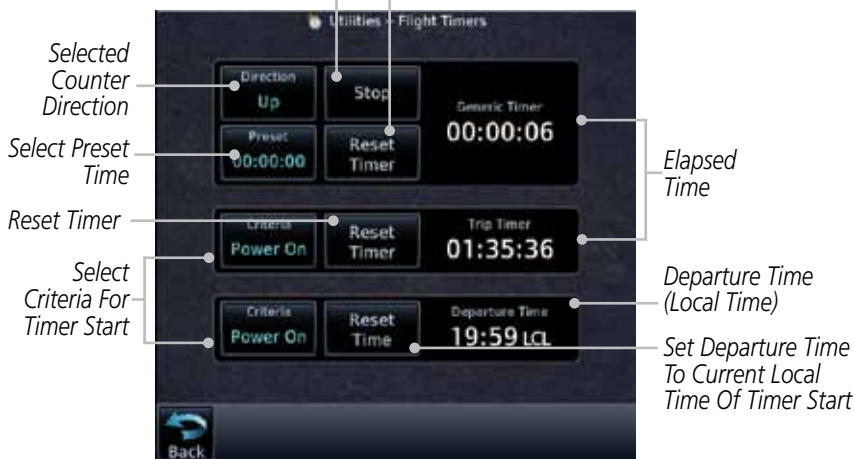 Utilities – Flight Timers
Selected
Counter
Direction
Direction
Up
Stop
Generic Timer
00:00:06
Select Preset
Time
Preset
00:00:00
Reset
Timer
Elapsed
Time
Reset Timer
Criteria
Power On
Reset
Timer
Trip Timer
01:35:36
Select
Criteria For
Timer Start
Criteria
Power On
Reset
Time
Departure Time
19:59 LCL
Departure Time
(Local Time)
Set Departure Time
To Current Local
Time Of Timer Start
Back